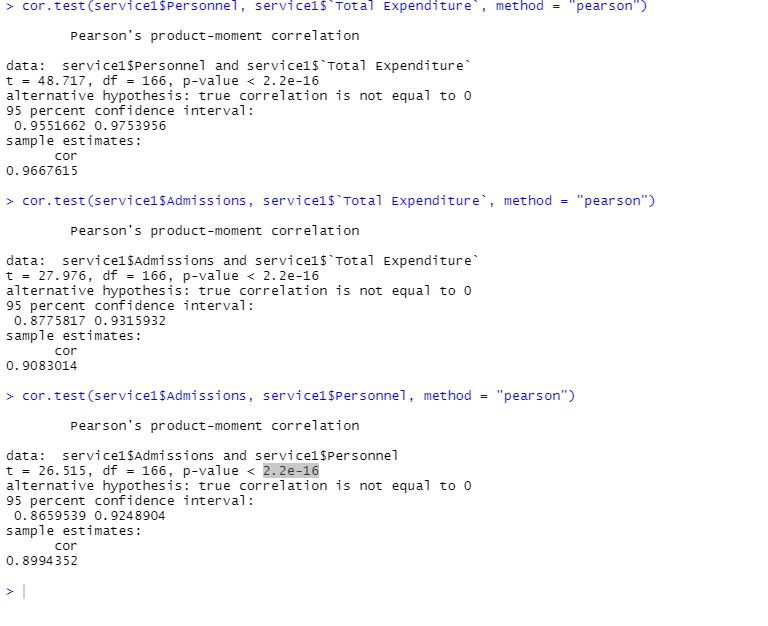 > cor.test(service1$Personnel, service1$`Total Expenditure`, method = "pearson")
Pearson's product-moment correlation
data:  service1$Personnel and service1$`Total Expenditure`
t = 48.717, df = 166, p-value < 2.2e-16
alternative hypothesis: true correlation is not equal to 0
95 percent confidence interval:
0.9551662 0.9753956
sample estimates:
cor
0.9667615
> cor.test(service1$Admissions, service1$`Total Expenditure`, method = "pearson")
Pearson's product-moment correlation
data:  service1$Admissions and service1$`Total Expenditure`
t = 27.976, df = 166, p-value < 2.2e-16
alternative hypothesis: true correlation is not equal to 0
95 percent confidence interval:
0.8775817 0.9315932
sample estimates:
cor
0.9083014
> cor.test(service1$Admissions, service1$Personnel, method = "pearson")
Pearson's product-moment correlation
data:  service1$Admissions and service1$Personnel
t = 26.515, df = 166, p-value < 2.2e-16
alternative hypothesis: true correlation is not equal to 0
95 percent confidence interval:
0.8659539 0.9248904
sample estimates:
cor
0.8994352
>